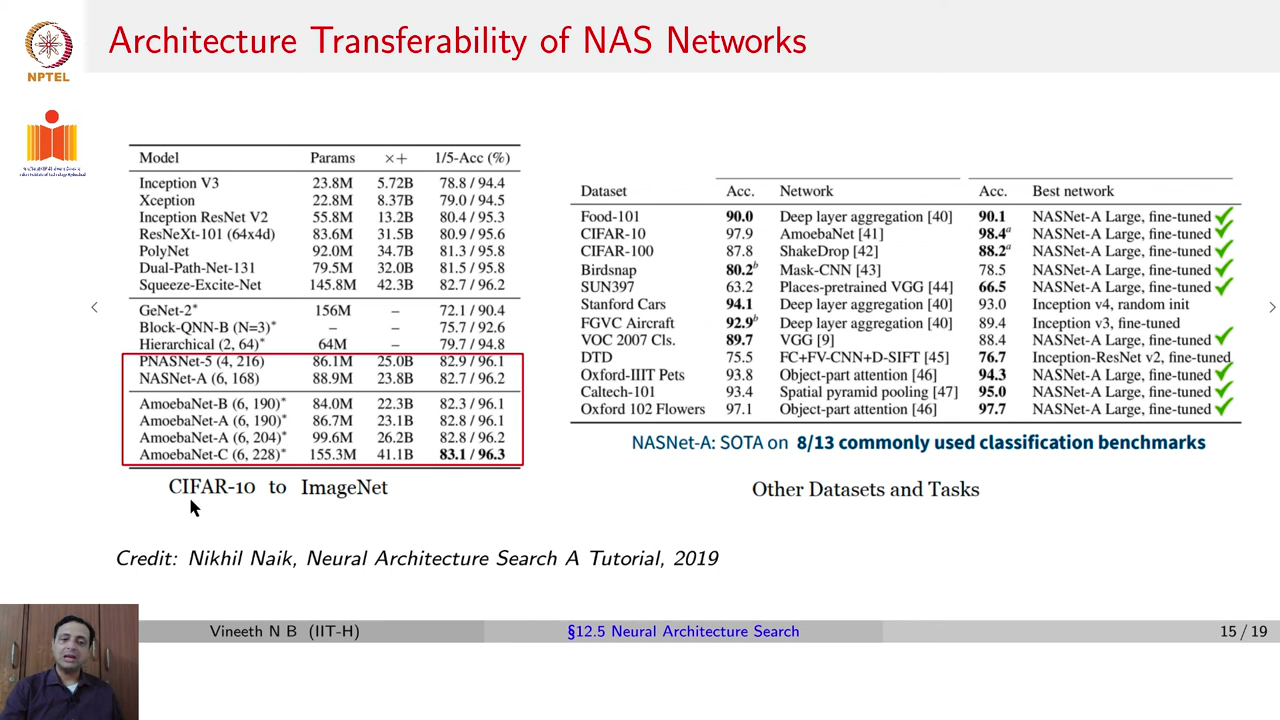 Architecture Transferability of NAS Networks
NPTEL
Model Params ×+ 1/5-Acc (%)
Inception V3 23.8M 5.72B 78.8 / 94.4
Xception 22.8M 8.37B 79.0 / 94.5
Inception ResNet V2 55.8M 13.2B 80.4 / 95.3
ResNeXt-101 (64x4d) 83.6M 31.5B 80.9 / 95.6
PolyNet 92.0M 34.7B 81.3 / 95.8
Dual-Path-Net-131 79.5M 32.0B 81.5 / 95.8
Squeeze-Excite-Net 145.8M 42.3B 82.7 / 96.2
GeNet-2* 156M – 72.1 / 90.4
Block-QNN-B (N=3)* – – 75.7 / 92.6
Hierarchical (2, 64)* 64M – 79.7 / 94.8
PNASNet-5 (4, 216) 86.1M 25.0B 82.9 / 96.1
NASNet-A (6, 168) 88.9M 23.8B 82.7 / 96.2
AmoebaNet-B (6, 190)* 84.0M 22.3B 82.3 / 96.1
AmoebaNet-A (6, 190)* 86.7M 23.1B 82.8 / 96.1
AmoebaNet-A (6, 204)* 99.6M 26.2B 82.8 / 96.2
AmoebaNet-C (6, 228)* 155.3M 41.1B 83.1 / 96.3
CIFAR-10 to ImageNet
Dataset Acc. Network Acc. Best network
Food-101 90.0 Deep layer aggregation [40] 90.1 NASNet-A Large, fine-tuned
CIFAR-10 97.9 AmoebaNet [41] 98.4a NASNet-A Large, fine-tuned
CIFAR-100 87.8 ShakeDrop [42] 88.2a NASNet-A Large, fine-tuned
Birdsnap 80.2b Mask-CNN [43] 78.5 NASNet-A Large, fine-tuned
SUN397 63.2 Places-pretrained VGG [44] 66.5 NASNet-A Large, fine-tuned
Stanford Cars 94.1 Deep layer aggregation [40] 93.0 Inception v4, random init
FGVC Aircraft 92.9b Deep layer aggregation [40] 89.4 Inception v3, fine-tuned
VOC 2007 Cls. 89.7 VGG [9] 88.4 NASNet-A Large, fine-tuned
DTD 75.5 FC+FV-CNN+D-SIFT [45] 76.7 Inception-ResNet v2, fine-tuned
Oxford-IIIT Pets 93.8 Object-part attention [46] 94.3 NASNet-A Large, fine-tuned
Caltech-101 93.4 Spatial pyramid pooling [47] 95.0 NASNet-A Large, fine-tuned
Oxford 102 Flowers 97.1 Object-part attention [46] 97.7 NASNet-A Large, fine-tuned
NASNet-A: SOTA on 8/13 commonly used classification benchmarks
Other Datasets and Tasks
Credit: Nikhil Naik, Neural Architecture Search A Tutorial, 2019
Vineeth N B (IIT-H) §12.5 Neural Architecture Search 15 / 19